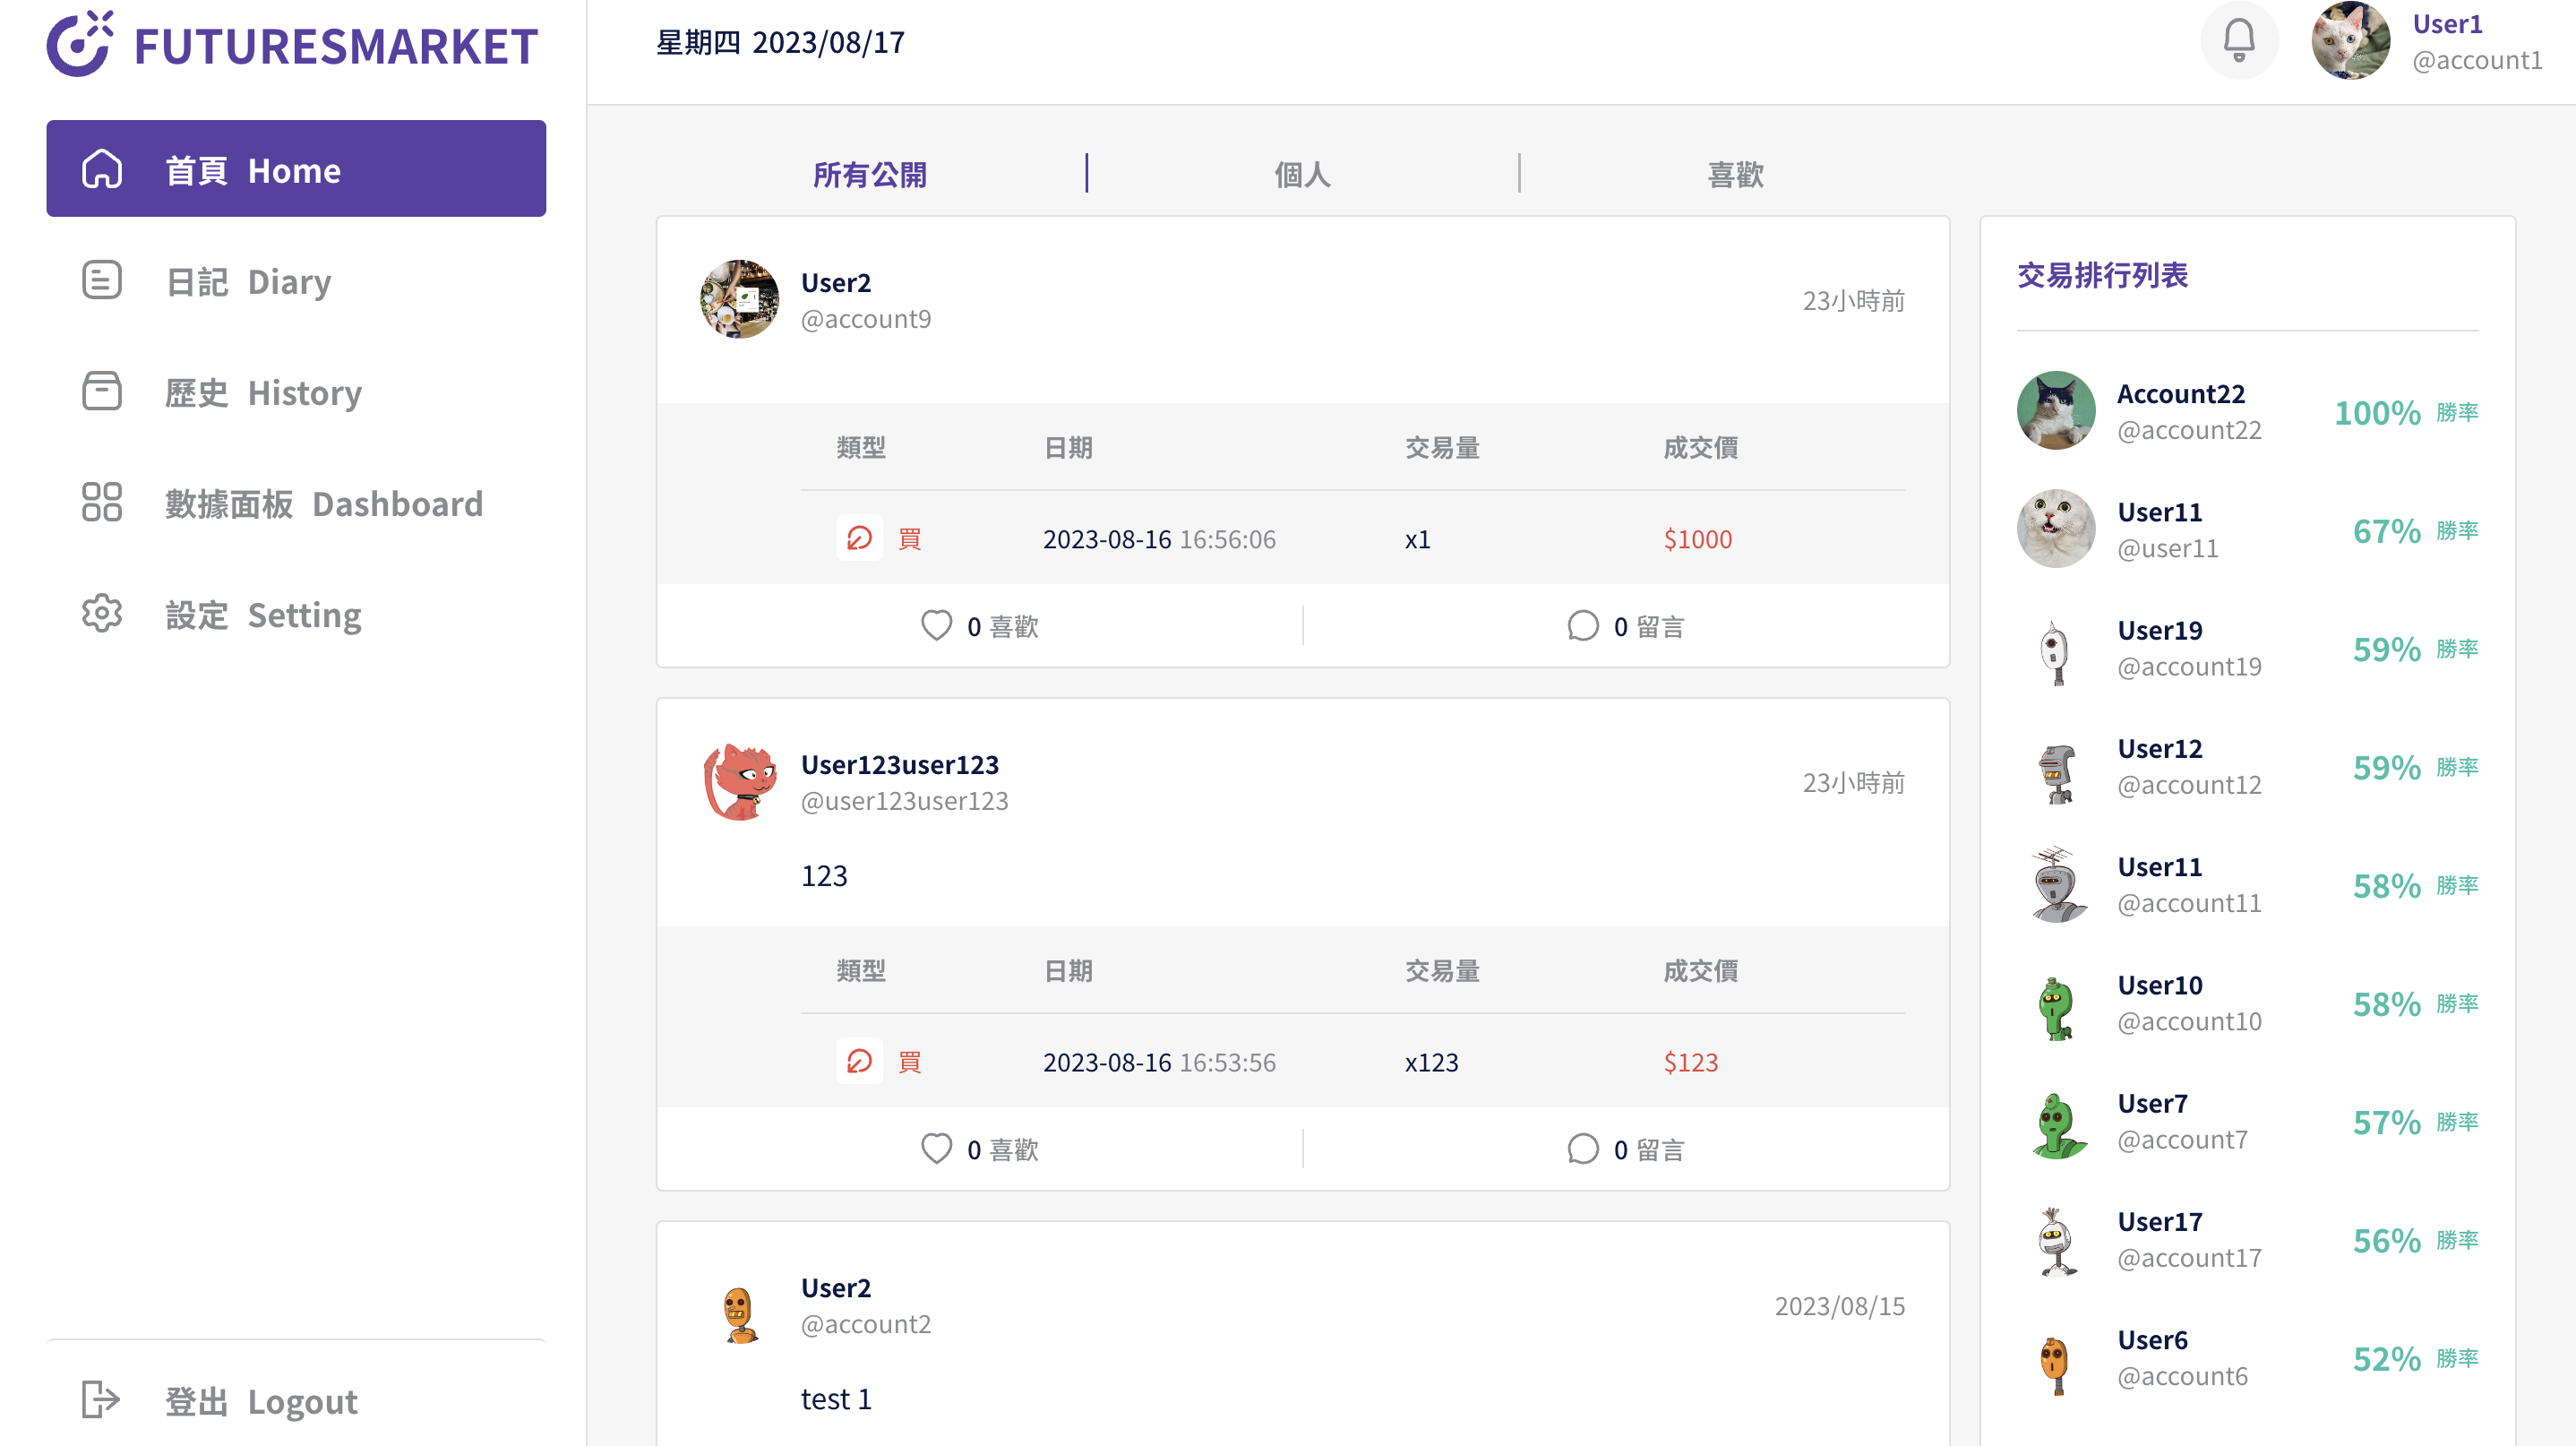 FUTURESMARKET
首頁 Home
日記 Diary
歷史 History
數據面板 Dashboard
設定 Setting
登出 Logout
星期四 2023/08/17
User1
@account1
所有公開
個人
喜歡
User2
@account9
23小時前
類型 日期 交易量 成交價
買 2023-08-16 16:56:06 x1 $1000
0 喜歡
0 留言
User123user123
@user123user123
23小時前
123
類型 日期 交易量 成交價
買 2023-08-16 16:53:56 x123 $123
0 喜歡
0 留言
User2
@account2
2023/08/15
test 1
交易排行列表
Account22
@account22
100% 勝率
User11
@user11
67% 勝率
User19
@account19
59% 勝率
User12
@account12
59% 勝率
User11
@account11
58% 勝率
User10
@account10
58% 勝率
User7
@account7
57% 勝率
User17
@account17
56% 勝率
User6
@account6
52% 勝率